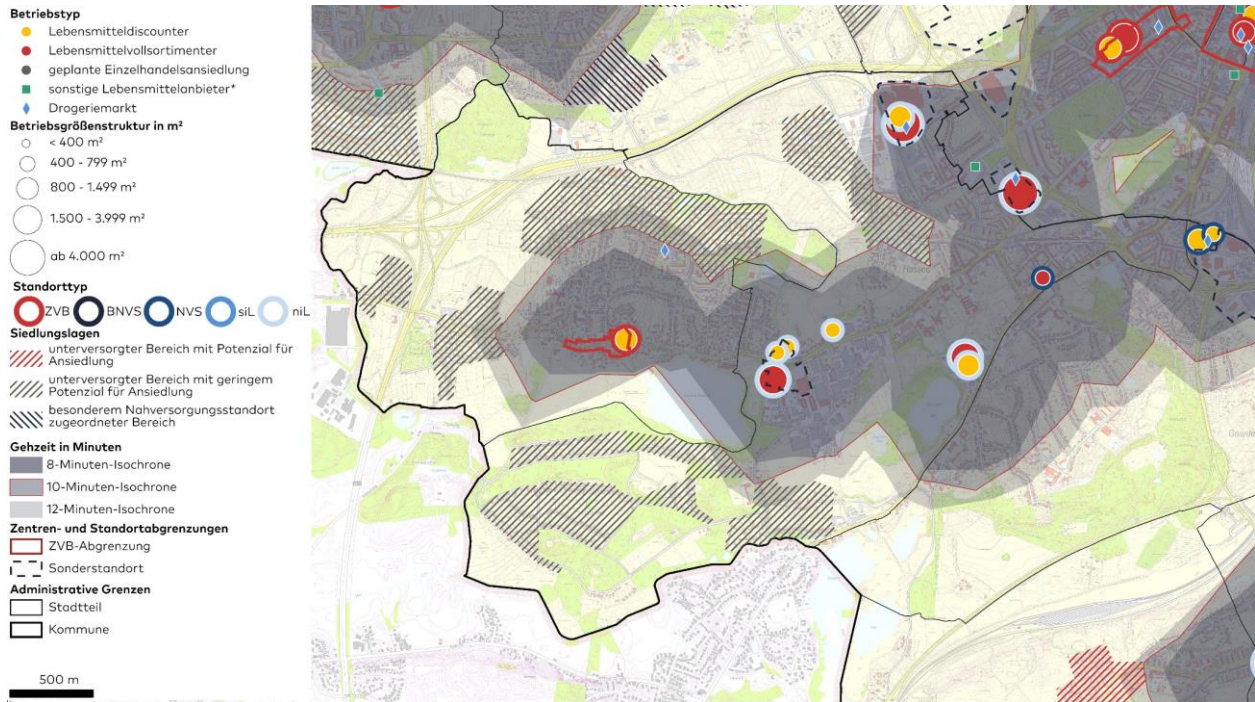 Betriebstyp
Lebensmitteldiscounter
Lebensmittelvollsortimenter
geplante Einzelhandelsansiedlung
sonstige Lebensmittelanbieter*
Drogeriemarkt
Betriebsgrößenstruktur in m²
< 400 m²
400 - 799 m²
800 - 1.499 m²
1.500 - 3.999 m²
ab 4.000 m²
Standorttyp
ZVB BNVS NVS siL niL
Siedlungslagen
unterversorgter Bereich mit Potenzial für
Ansiedlung
unterversorgter Bereich mit geringem
Potenzial für Ansiedlung
besonderem Nahversorgungsstandort
zugeordneter Bereich
Gehzeit in Minuten
8-Minuten-Isochrone
10-Minuten-Isochrone
12-Minuten-Isochrone
Zentren- und Standortabgrenzungen
ZVB-Abgrenzung
Sonderstandort
Administrative Grenzen
Stadtteil
Kommune
500 m